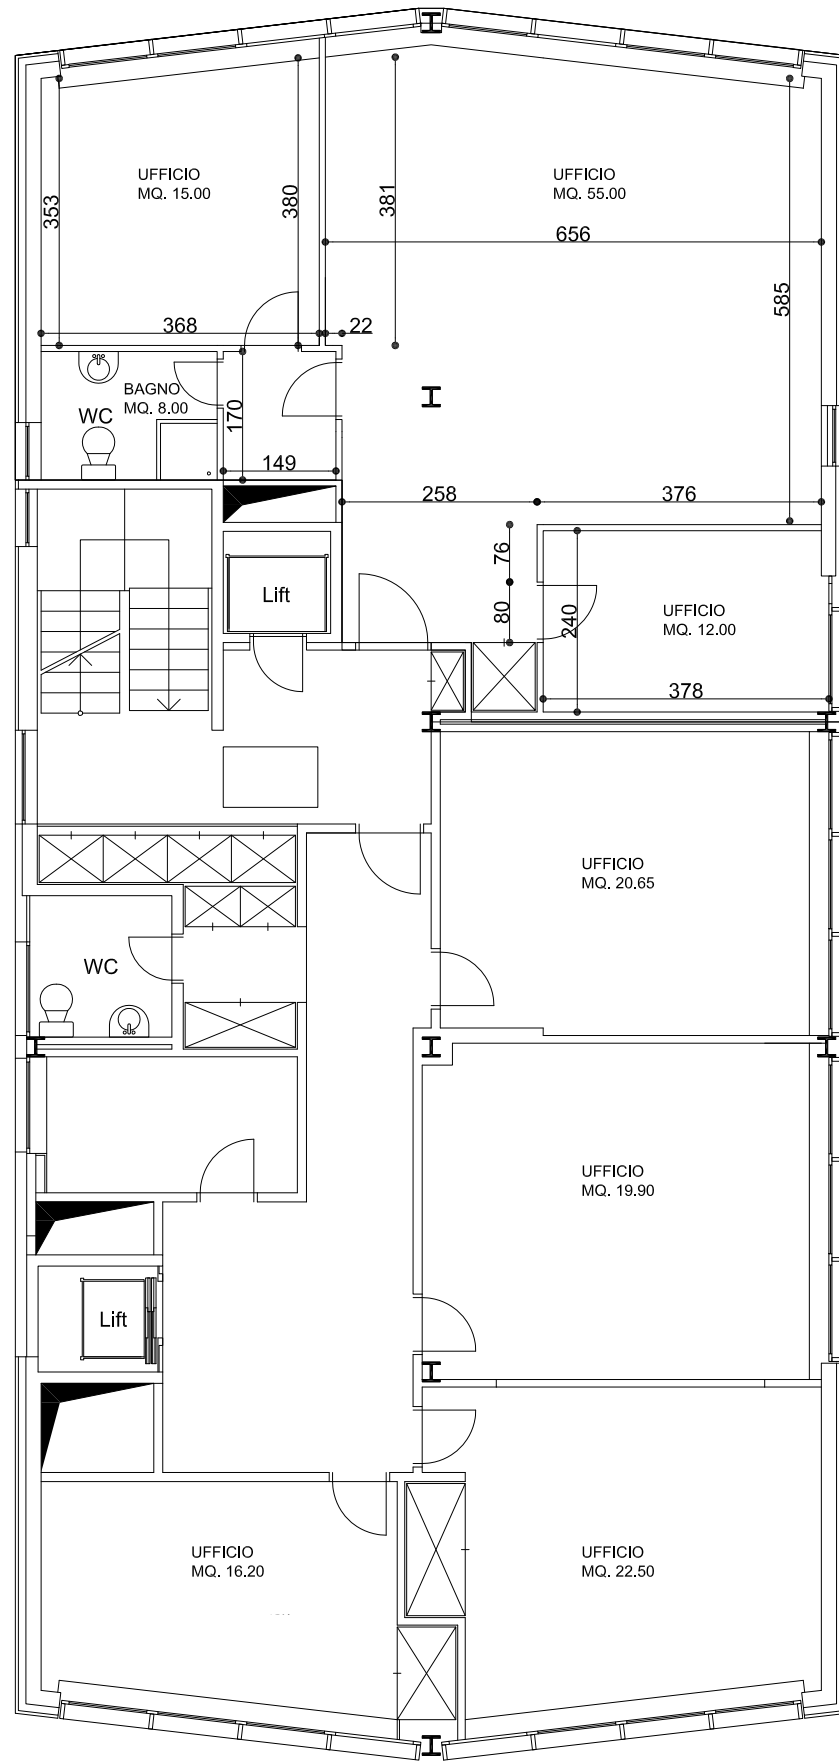 UFFICIO
MQ. 15.00
UFFICIO
MQ. 55.00
353
380
381
656
585
368
22
BAGNO
MQ. 8.00
WC
170
149
258
376
76
80
240
Lift
UFFICIO
MQ. 12.00
378
UFFICIO
MQ. 20.65
WC
UFFICIO
MQ. 19.90
Lift
UFFICIO
MQ. 16.20
UFFICIO
MQ. 22.50